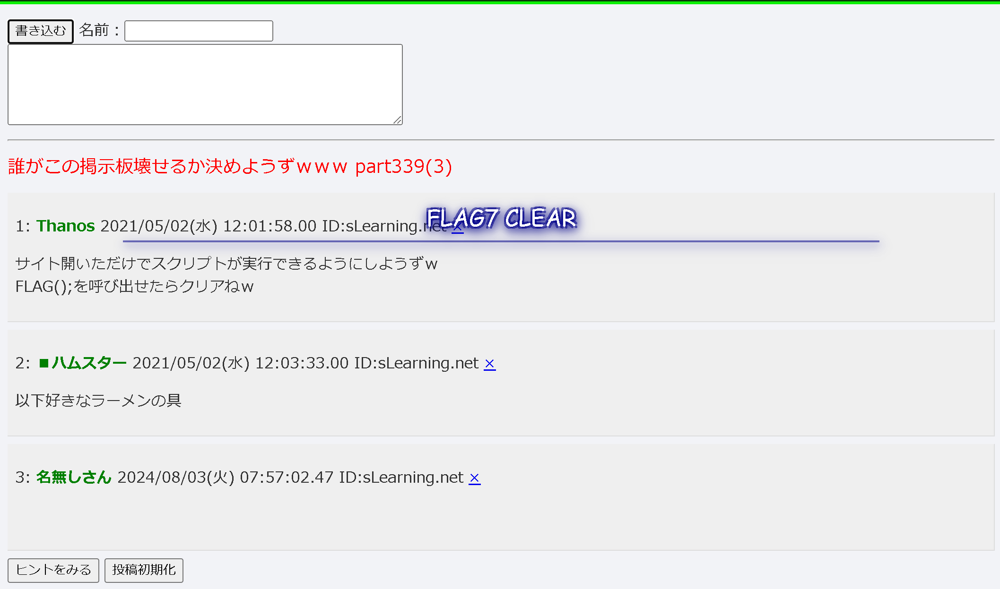 書き込む 名前：
誰がこの掲示板壊せるか決めようずｗｗｗ part339(3)
FLAG7 CLEAR
1: Thanos 2021/05/02(水) 12:01:58.00 ID:sLearning.net ×
サイト開いただけでスクリプトが実行できるようにしようずｗ
FLAG();を呼び出せたらクリアねｗ
2: ■ハムスター 2021/05/02(水) 12:03:33.00 ID:sLearning.net ×
以下好きなラーメンの具
3: 名無しさん 2024/08/03(火) 07:57:02.47 ID:sLearning.net ×
ヒントをみる 投稿初期化